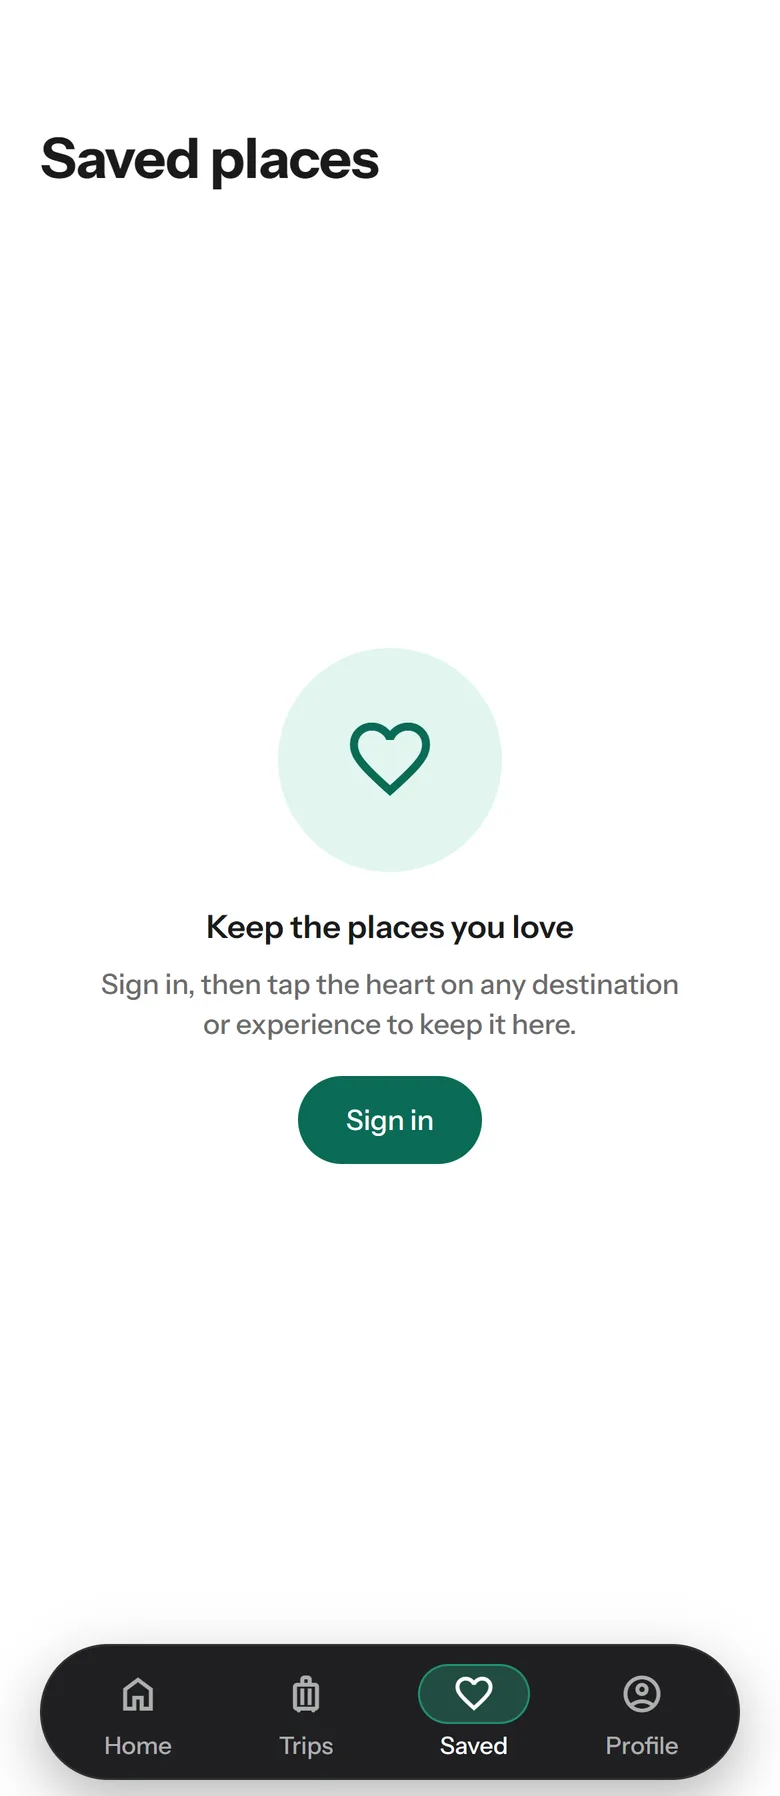 Saved places
Keep the places you love
Sign in, then tap the heart on any destination
or experience to keep it here.
Sign in
Home
Trips
Saved
Profile